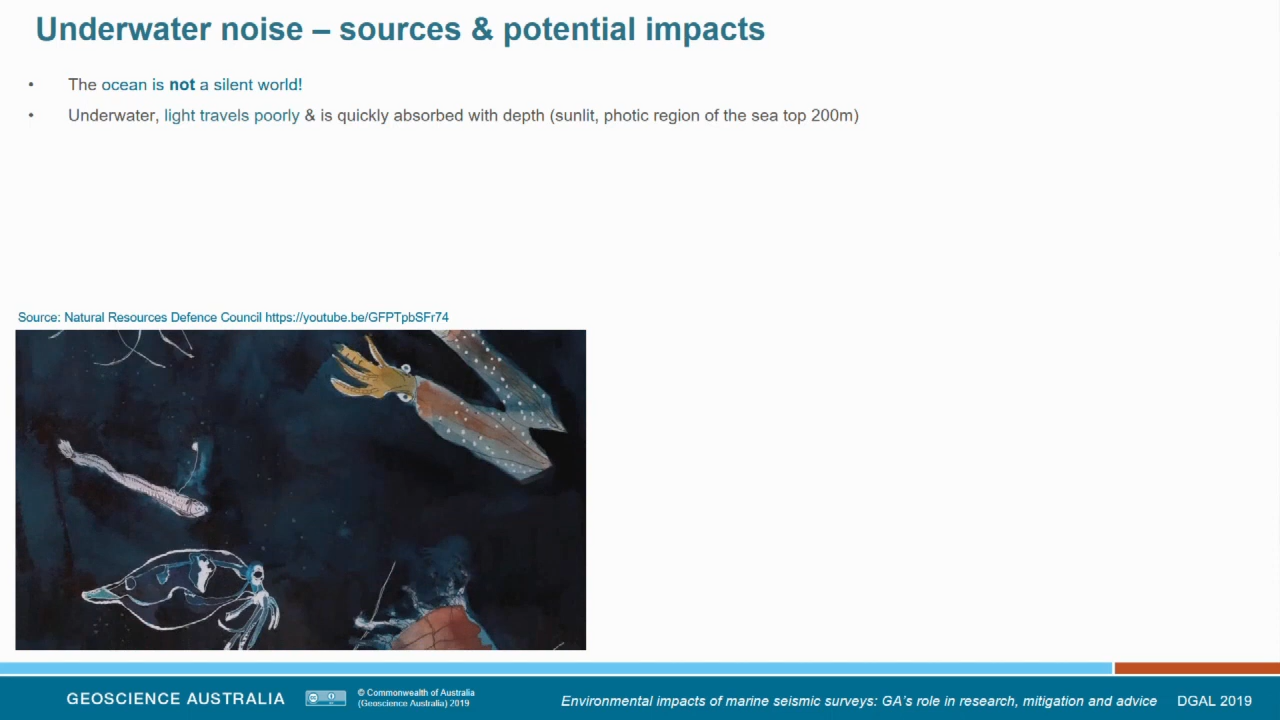 Underwater noise – sources & potential impacts
• The ocean is not a silent world!
• Underwater, light travels poorly & is quickly absorbed with depth (sunlit, photic region of the sea top 200m)
Source: Natural Resources Defence Council https://youtube.be/GFPTpbSFr74
GEOSCIENCE AUSTRALIA
© Commonwealth of Australia
(Geoscience Australia) 2019
Environmental impacts of marine seismic surveys: GA's role in research, mitigation and advice
DGAL 2019